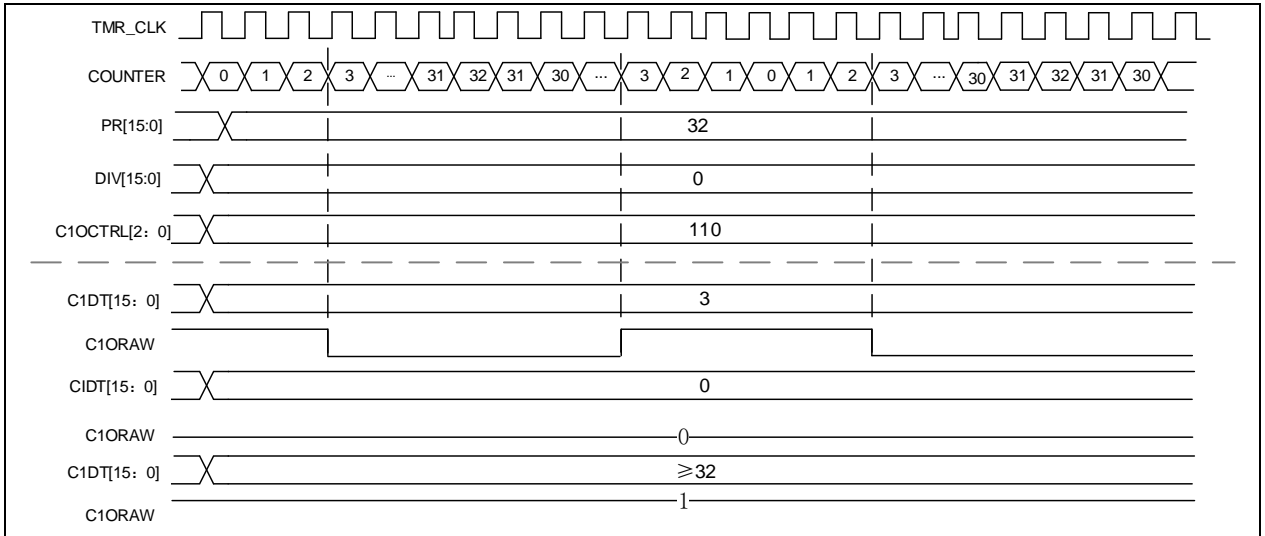 TMR_CLK
COUNTER 0 1 2 3 ... 31 32 31 30 ... 3 2 1 0 1 2 3 ... 30 31 32 31 30
PR[15:0] 32
DIV[15:0] 0
C1OCTRL[2：0] 110
C1DT[15：0] 3
C1ORAW
CIDT[15：0] 0
C1ORAW 0
C1DT[15：0] ≥32
C1ORAW 1